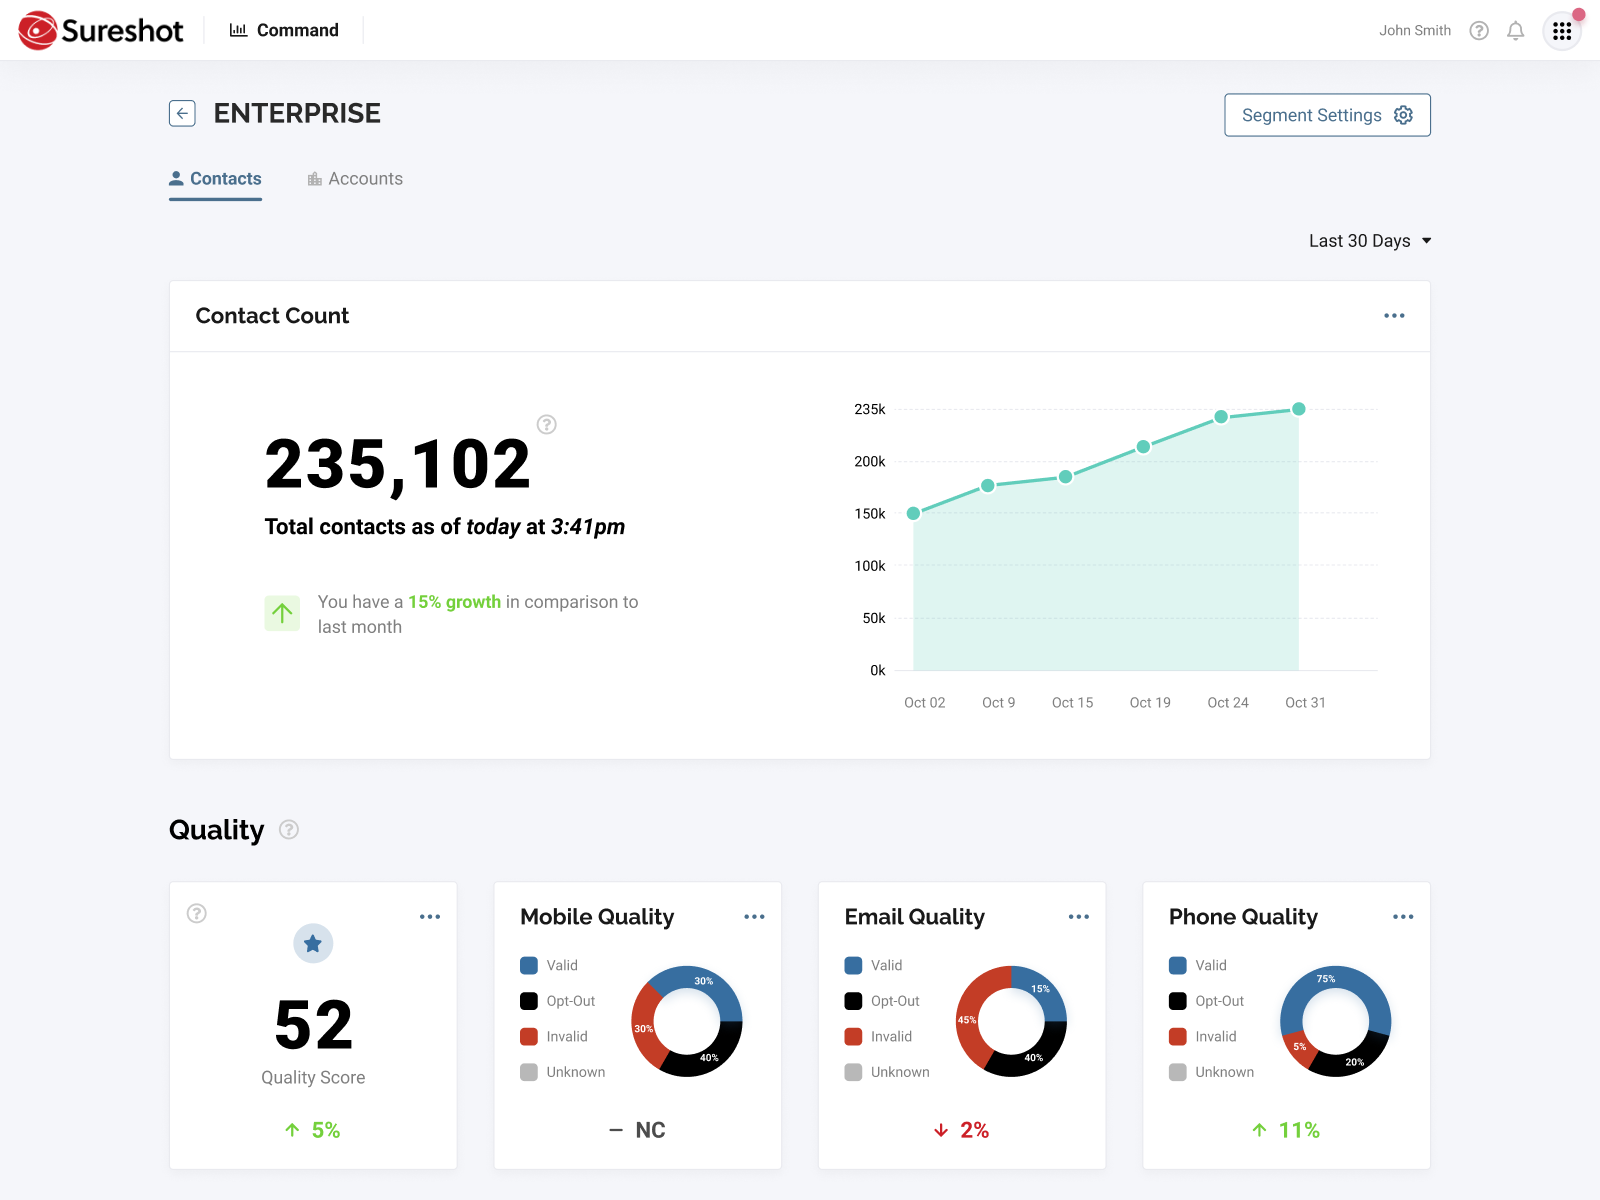 Sureshot
Command
John Smith
ENTERPRISE
Segment Settings
Contacts
Accounts
Last 30 Days
Contact Count
235,102
Total contacts as of today at 3:41pm
You have a 15% growth in comparison to
last month
235k
200k
150k
100k
50k
0k
Oct 02
Oct 9
Oct 15
Oct 19
Oct 24
Oct 31
Quality
52
Quality Score
5%
Mobile Quality
Valid
Opt-Out
Invalid
Unknown
30%
30%
40%
NC
Email Quality
Valid
Opt-Out
Invalid
Unknown
15%
45%
40%
2%
Phone Quality
Valid
Opt-Out
Invalid
Unknown
75%
5%
20%
11%